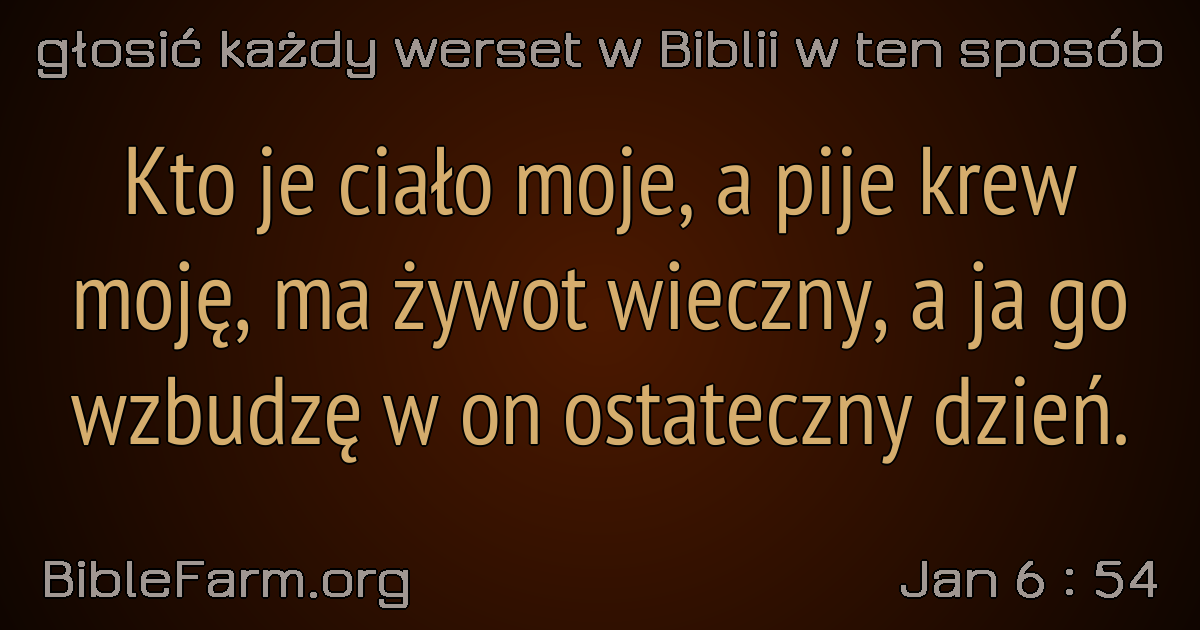 głosić każdy werset w Biblii w ten sposób
Kto je ciało moje, a pije krew
moję, ma żywot wieczny, a ja go
wzbudzę w on ostateczny dzień.
BibleFarm.org
Jan 6 : 54